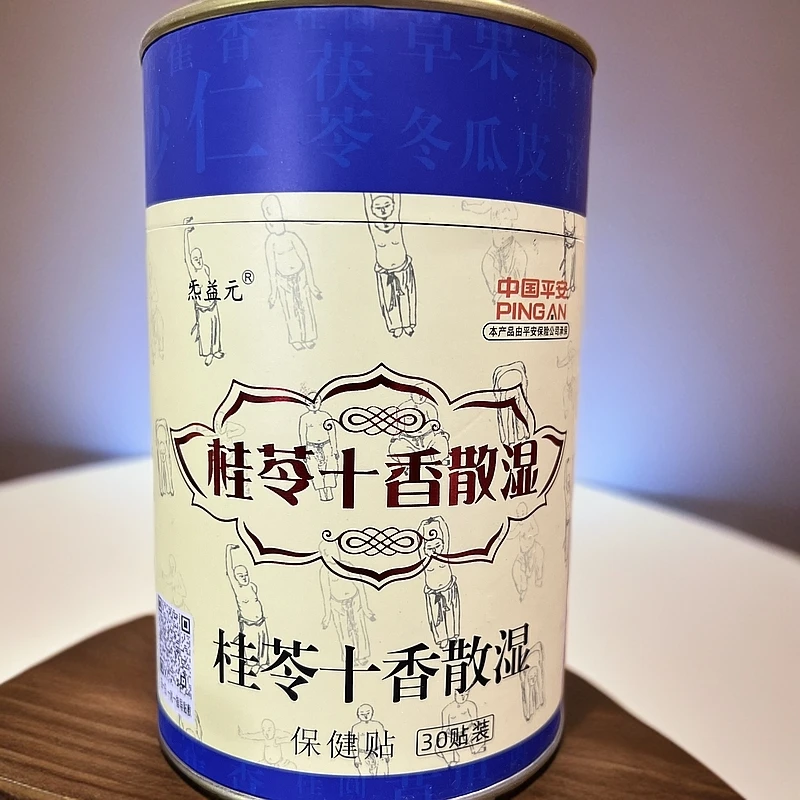 藿香
茯苓
草果
砂仁
冬瓜皮
炁益元®
中国平安
PING AN
本产品由平安保险公司承保
桂苓十香散湿
桂苓十香散湿
保健贴 30贴装